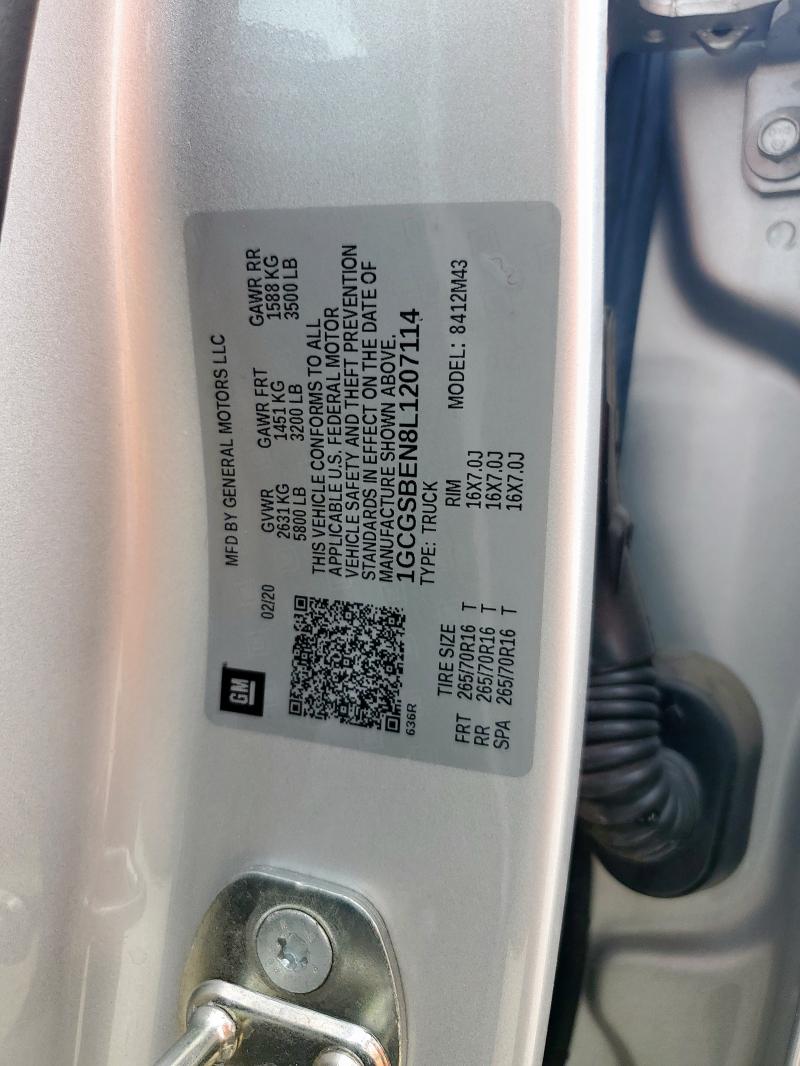 GM
02/20
MFD BY GENERAL MOTORS LLC
GVWR GAWR FRT GAWR RR
2631 KG 1451 KG 1588 KG
5800 LB 3200 LB 3500 LB
THIS VEHICLE CONFORMS TO ALL
APPLICABLE U.S. FEDERAL MOTOR
VEHICLE SAFETY AND THEFT PREVENTION
STANDARDS IN EFFECT ON THE DATE OF
MANUFACTURE SHOWN ABOVE.
1GCGSBEN8L1207114
TYPE: TRUCK
636R
MODEL: 8412M43
TIRE SIZE RIM
FRT 265/70R16 T 16X7.0J
RR 265/70R16 T 16X7.0J
SPA 265/70R16 T 16X7.0J